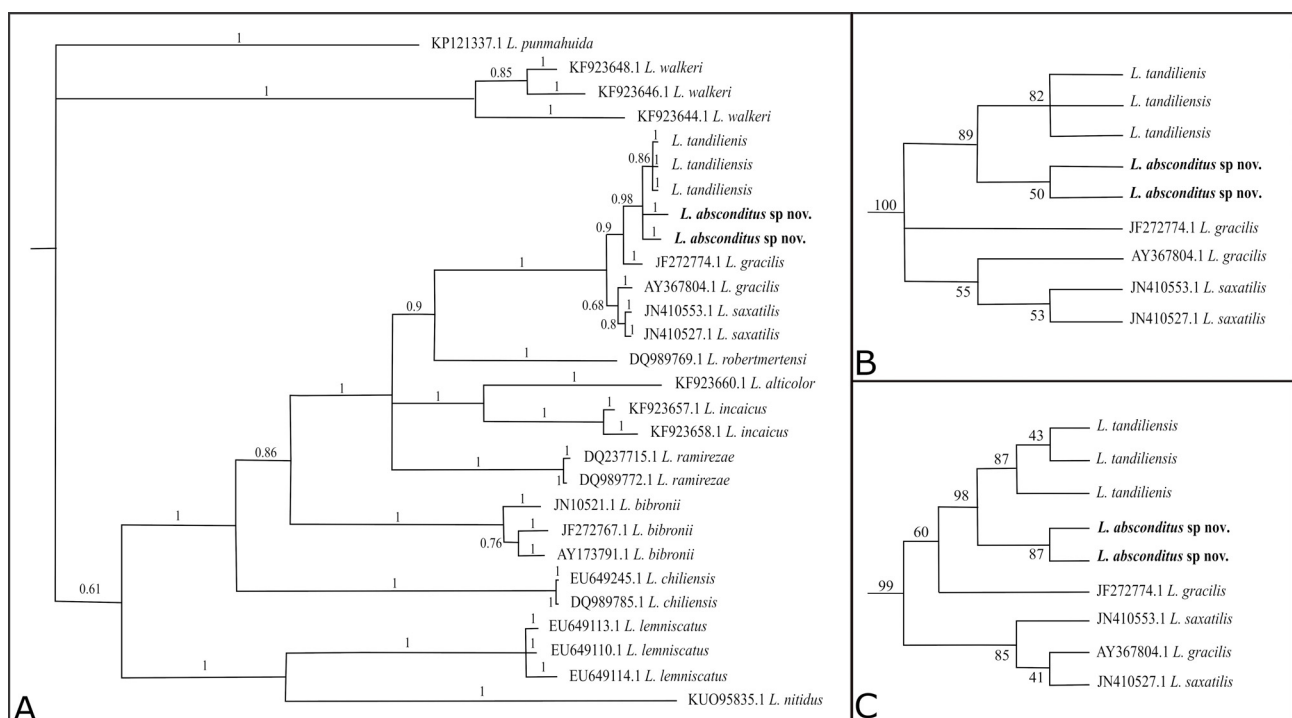 1
KP121337.1 L. punmahuida
1
0.85
1
KF923648.1 L. walkeri
1
KF923646.1 L. walkeri
1
KF923644.1 L. walkeri
1
L. tandilienis
0.86
1
L. tandiliensis
1
L. tandiliensis
0.98
1
L. absconditus sp nov.
0.9
1
L. absconditus sp nov.
1
1
JF272774.1 L. gracilis
1
AY367804.1 L. gracilis
0.68
1
JN410553.1 L. saxatilis
0.8
1
JN410527.1 L. saxatilis
0.9
1
DQ989769.1 L. robertmertensi
1
1
1
KF923660.1 L. alticolor
1
1
KF923657.1 L. incaicus
1
KF923658.1 L. incaicus
0.86
1
1
DQ237715.1 L. ramirezae
1
DQ989772.1 L. ramirezae
1
1
1
JN10521.1 L. bibronii
1
JF272767.1 L. bibronii
0.76
1
AY173791.1 L. bibronii
1
1
EU649245.1 L. chiliensis
1
DQ989785.1 L. chiliensis
0.61
1
1
1
EU649113.1 L. lemniscatus
1
EU649110.1 L. lemniscatus
1
EU649114.1 L. lemniscatus
1
KUO95835.1 L. nitidus
A
L. tandilienis
82
L. tandiliensis
L. tandiliensis
89
L. absconditus sp nov.
50
L. absconditus sp nov.
100
JF272774.1 L. gracilis
AY367804.1 L. gracilis
55
JN410553.1 L. saxatilis
53
JN410527.1 L. saxatilis
B
L. tandiliensis
43
L. tandiliensis
87
L. tandilienis
98
L. absconditus sp nov.
87
L. absconditus sp nov.
60
JF272774.1 L. gracilis
99
JN410553.1 L. saxatilis
85
AY367804.1 L. gracilis
41
JN410527.1 L. saxatilis
C